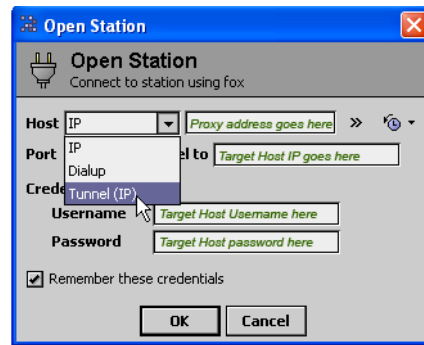 Open Station
Open Station
Connect to station using fox
Host IP Proxy address goes here »
Port IP el to Target Host IP goes here
Dialup
Crede Tunnel (IP)
Username Target Host Username here
Password Target Host password here
Remember these credentials
OK Cancel